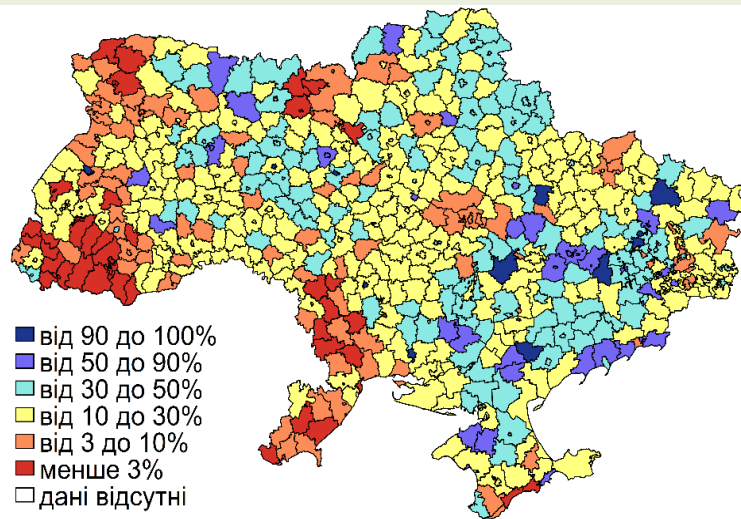 від 90 до 100%
від 50 до 90%
від 30 до 50%
від 10 до 30%
від 3 до 10%
менше 3%
дані відсутні